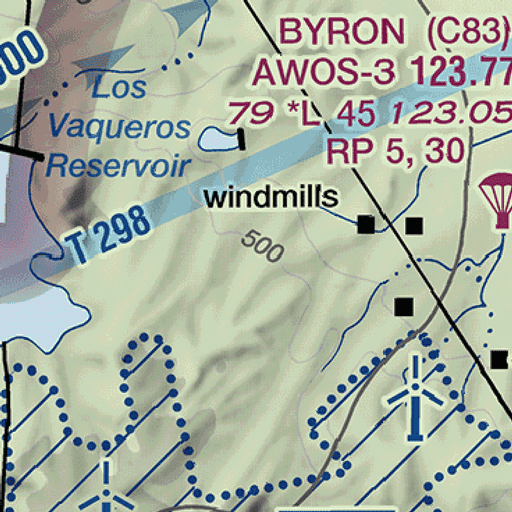 BYRON (C83)
AWOS-3 123.77
79 *L 45 123.05
RP 5, 30
00
Los
Vaqueros
Reservoir
windmills
T 298
500